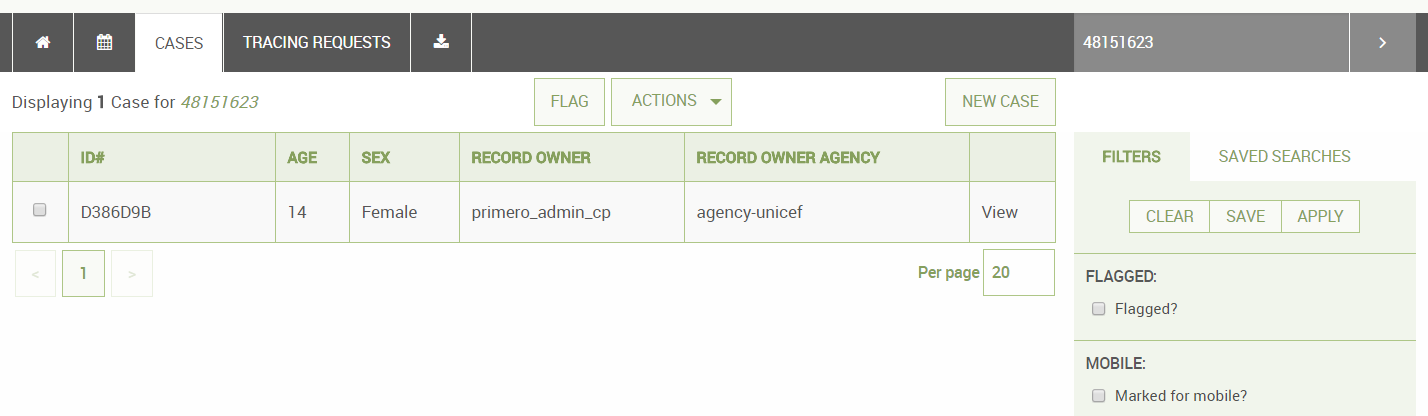 CASES TRACING REQUESTS 48151623
Displaying 1 Case for 48151623 FLAG ACTIONS NEW CASE
ID# AGE SEX RECORD OWNER RECORD OWNER AGENCY
D386D9B 14 Female primero_admin_cp agency-unicef View
< 1 > Per page 20
FILTERS SAVED SEARCHES
CLEAR SAVE APPLY
FLAGGED:
Flagged?
MOBILE:
Marked for mobile?